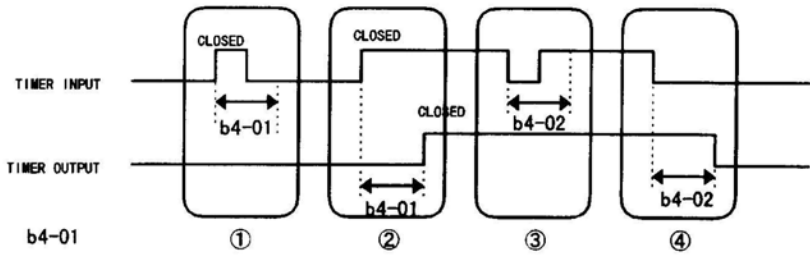 CLOSED CLOSED
TIMER INPUT
b4-01 CLOSED b4-02
TIMER OUTPUT
b4-01 b4-02
b4-01 ① ② ③ ④